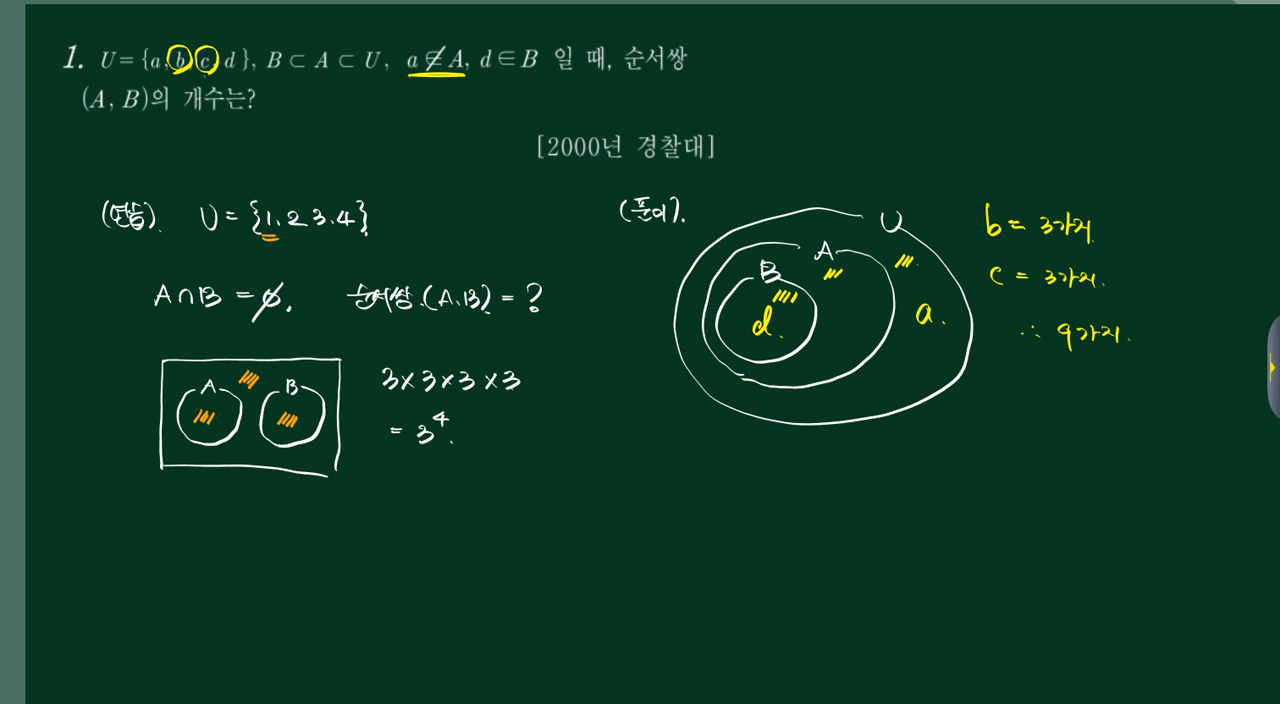 1. U={a, b, c, d}, B⊂A⊂U, a∉A, d∈B 일 때, 순서쌍
(A, B)의 개수는?
[2000년 경찰대]
(연습). U = {1, 2, 3, 4}
A∩B = ∅. 순서쌍 (A, B) = ?
A B
3×3×3×3
= 3⁴.
(풀이).
U
A
B
d.
a.
b = 3가지.
c = 3가지.
∴ 9가지.